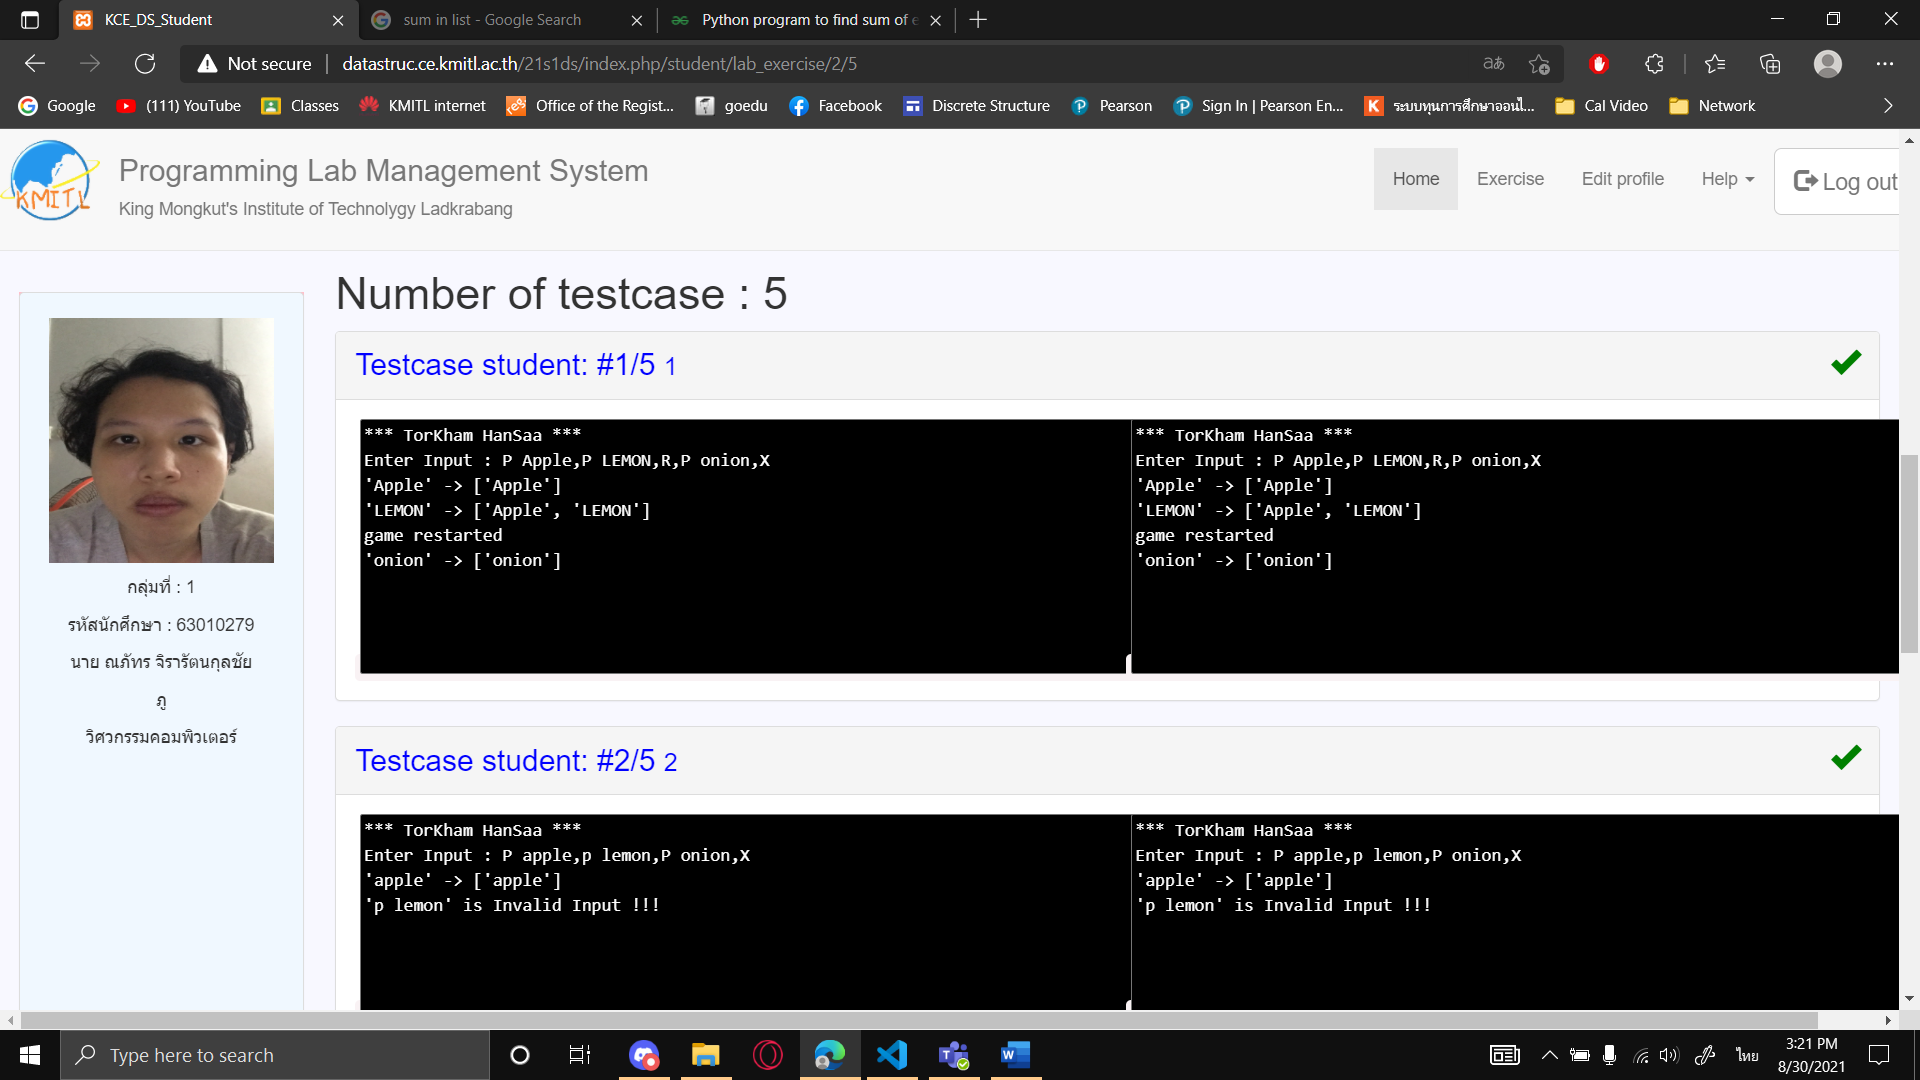 KCE_DS_Student
sum in list - Google Search
Python program to find sum of e
Not secure
datastruc.ce.kmitl.ac.th/21s1ds/index.php/student/lab_exercise/2/5
Google
(111) YouTube
Classes
KMITL internet
Office of the Regist...
goedu
Facebook
Discrete Structure
Pearson
Sign In | Pearson En...
ระบบทุนการศึกษาออนไ...
Cal Video
Network
Programming Lab Management System
King Mongkut's Institute of Technolygy Ladkrabang
KMITL
Home
Exercise
Edit profile
Help
Log out
กลุ่มที่ : 1
รหัสนักศึกษา : 63010279
นาย ณภัทร จิรารัตนกุลชัย
ภู
วิศวกรรมคอมพิวเตอร์
Number of testcase : 5
Testcase student: #1/5 1
*** TorKham HanSaa ***
Enter Input : P Apple,P LEMON,R,P onion,X
'Apple' -> ['Apple']
'LEMON' -> ['Apple', 'LEMON']
game restarted
'onion' -> ['onion']
*** TorKham HanSaa ***
Enter Input : P Apple,P LEMON,R,P onion,X
'Apple' -> ['Apple']
'LEMON' -> ['Apple', 'LEMON']
game restarted
'onion' -> ['onion']
Testcase student: #2/5 2
*** TorKham HanSaa ***
Enter Input : P apple,p lemon,P onion,X
'apple' -> ['apple']
'p lemon' is Invalid Input !!!
*** TorKham HanSaa ***
Enter Input : P apple,p lemon,P onion,X
'apple' -> ['apple']
'p lemon' is Invalid Input !!!
Type here to search
ไทย
3:21 PM
8/30/2021